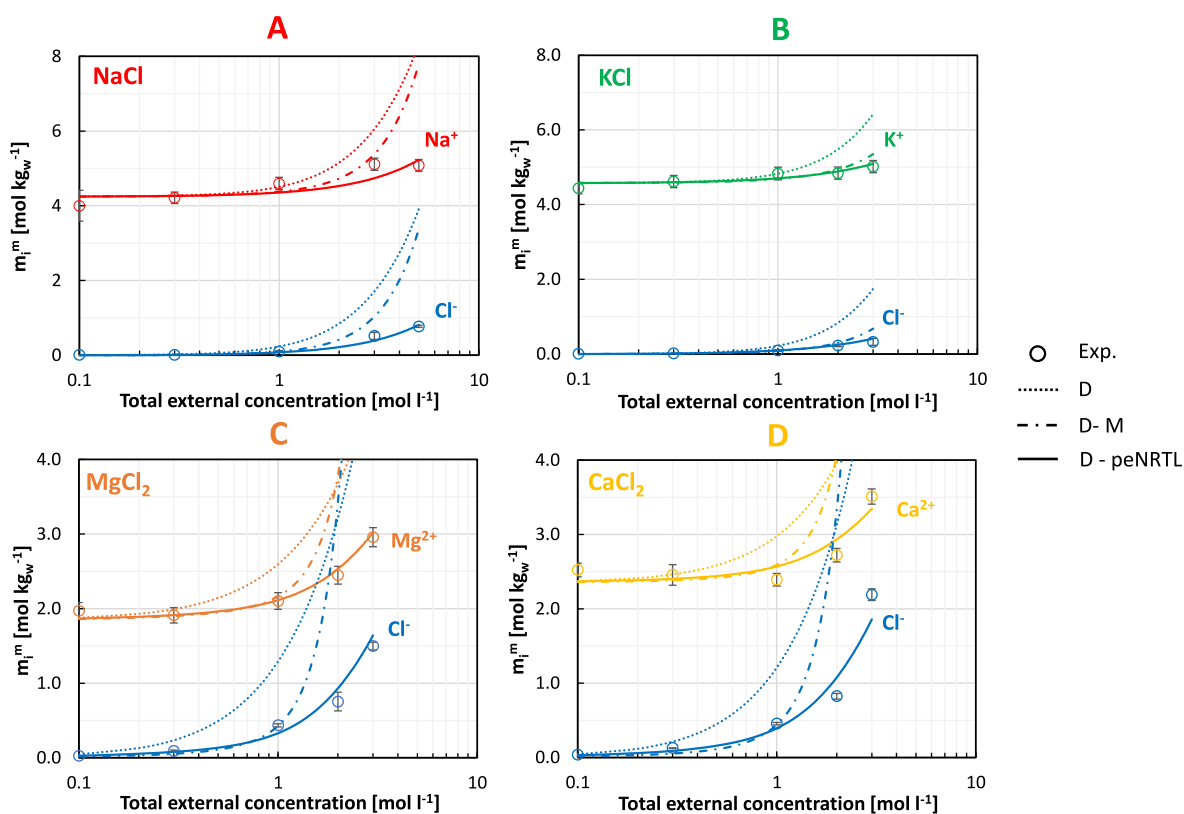 A
NaCl
8
6
4
2
0
Na⁺
Cl⁻
mᵢᵐ [mol kg_w⁻¹]
0.1 1 10
Total external concentration [mol l⁻¹]
B
KCl
8.0
6.0
4.0
2.0
0.0
K⁺
Cl⁻
mᵢᵐ [mol kg_w⁻¹]
0.1 1 10
Total external concentration [mol l⁻¹]
C
MgCl₂
4.0
3.0
2.0
1.0
0.0
Mg²⁺
Cl⁻
mᵢᵐ [mol kg_w⁻¹]
0.1 1 10
Total external concentration [mol l⁻¹]
D
CaCl₂
4.0
3.0
2.0
1.0
0.0
Ca²⁺
Cl⁻
mᵢᵐ [mol kg_w⁻¹]
0.1 1 10
Total external concentration [mol l⁻¹]
Exp.
D
D- M
D - peNRTL